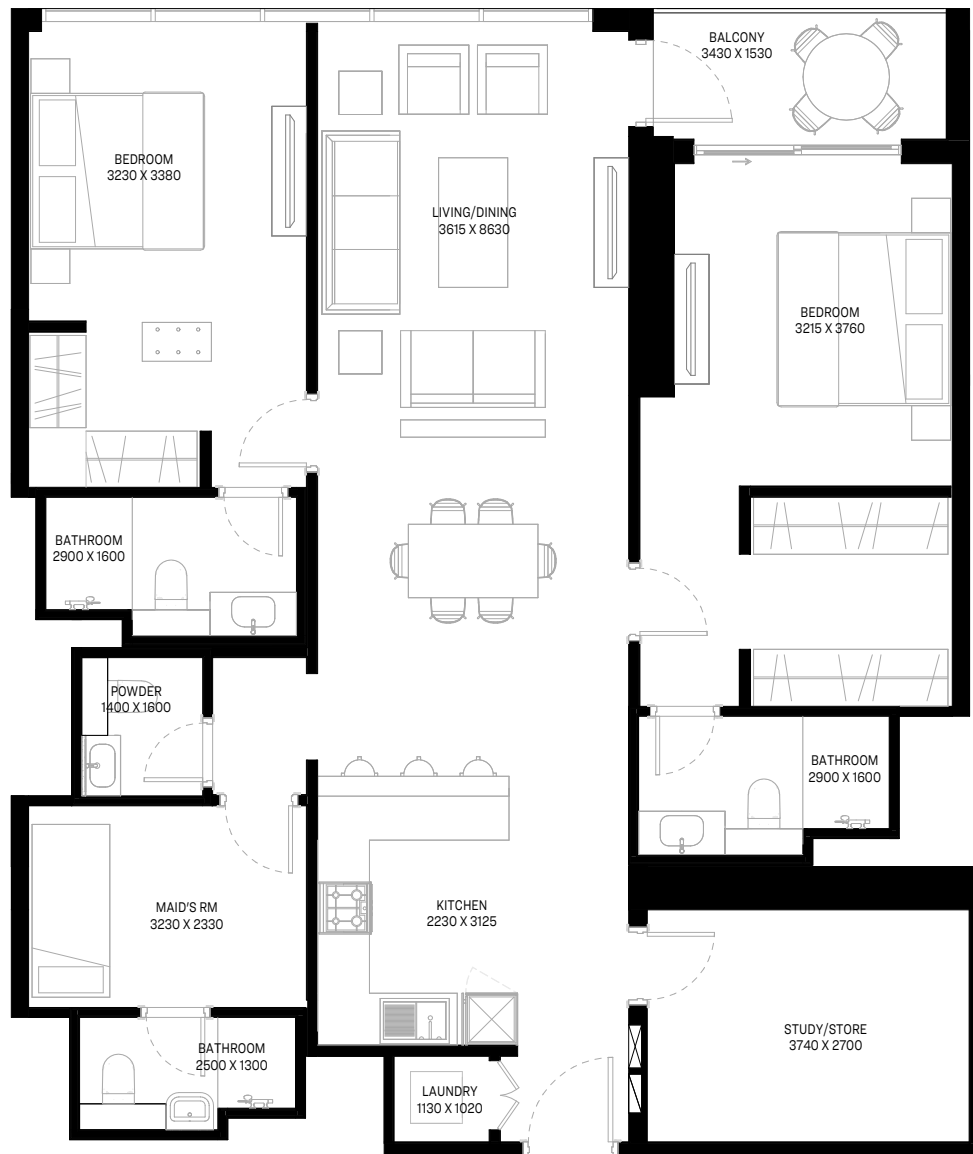 BALCONY
3430 X 1530
BEDROOM
3230 X 3380
LIVING/DINING
3615 X 8630
BEDROOM
3215 X 3760
BATHROOM
2900 X 1600
POWDER
1400 X 1600
BATHROOM
2900 X 1600
MAID'S RM
3230 X 2330
KITCHEN
2230 X 3125
STUDY/STORE
3740 X 2700
BATHROOM
2500 X 1300
LAUNDRY
1130 X 1020